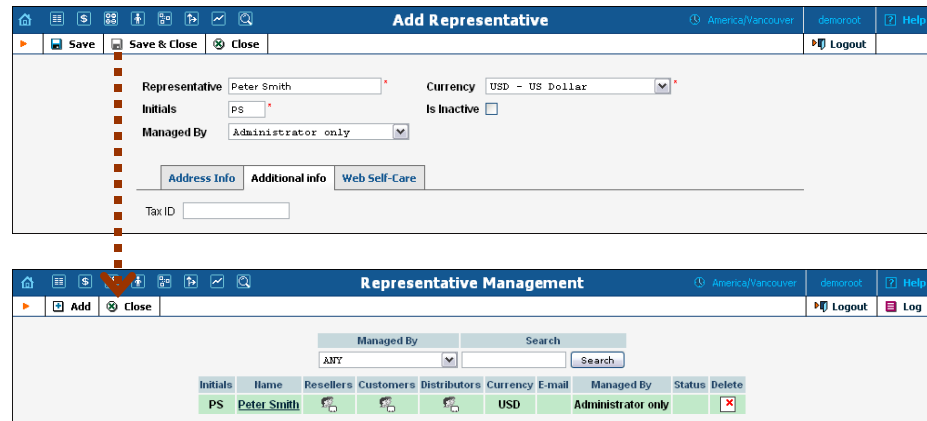 Add Representative America/Vancouver demoroot ? Help
Save Save & Close Close Logout
Representative Peter Smith * Currency USD - US Dollar *
Initials PS * Is Inactive
Managed By Administrator only
Address Info Additional info Web Self-Care
Tax ID
Representative Management America/Vancouver demoroot ? Help
Add Close Logout Log
Managed By Search
ANY Search
Initials Name Resellers Customers Distributors Currency E-mail Managed By Status Delete
PS Peter Smith USD Administrator only